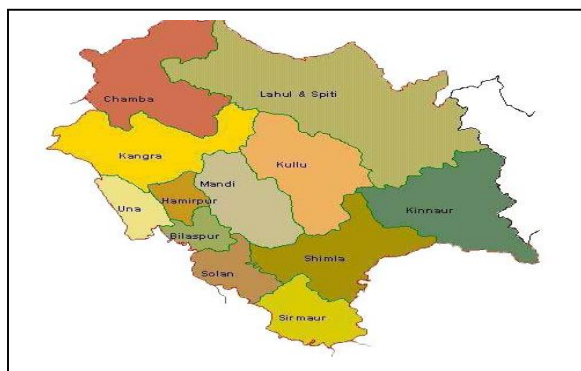 Chamba
Lahul & Spiti
Kangra
Kullu
Mandi
Hamirpur
Una
Kinnaur
Bilaspur
Shimla
Solan
Sirmaur